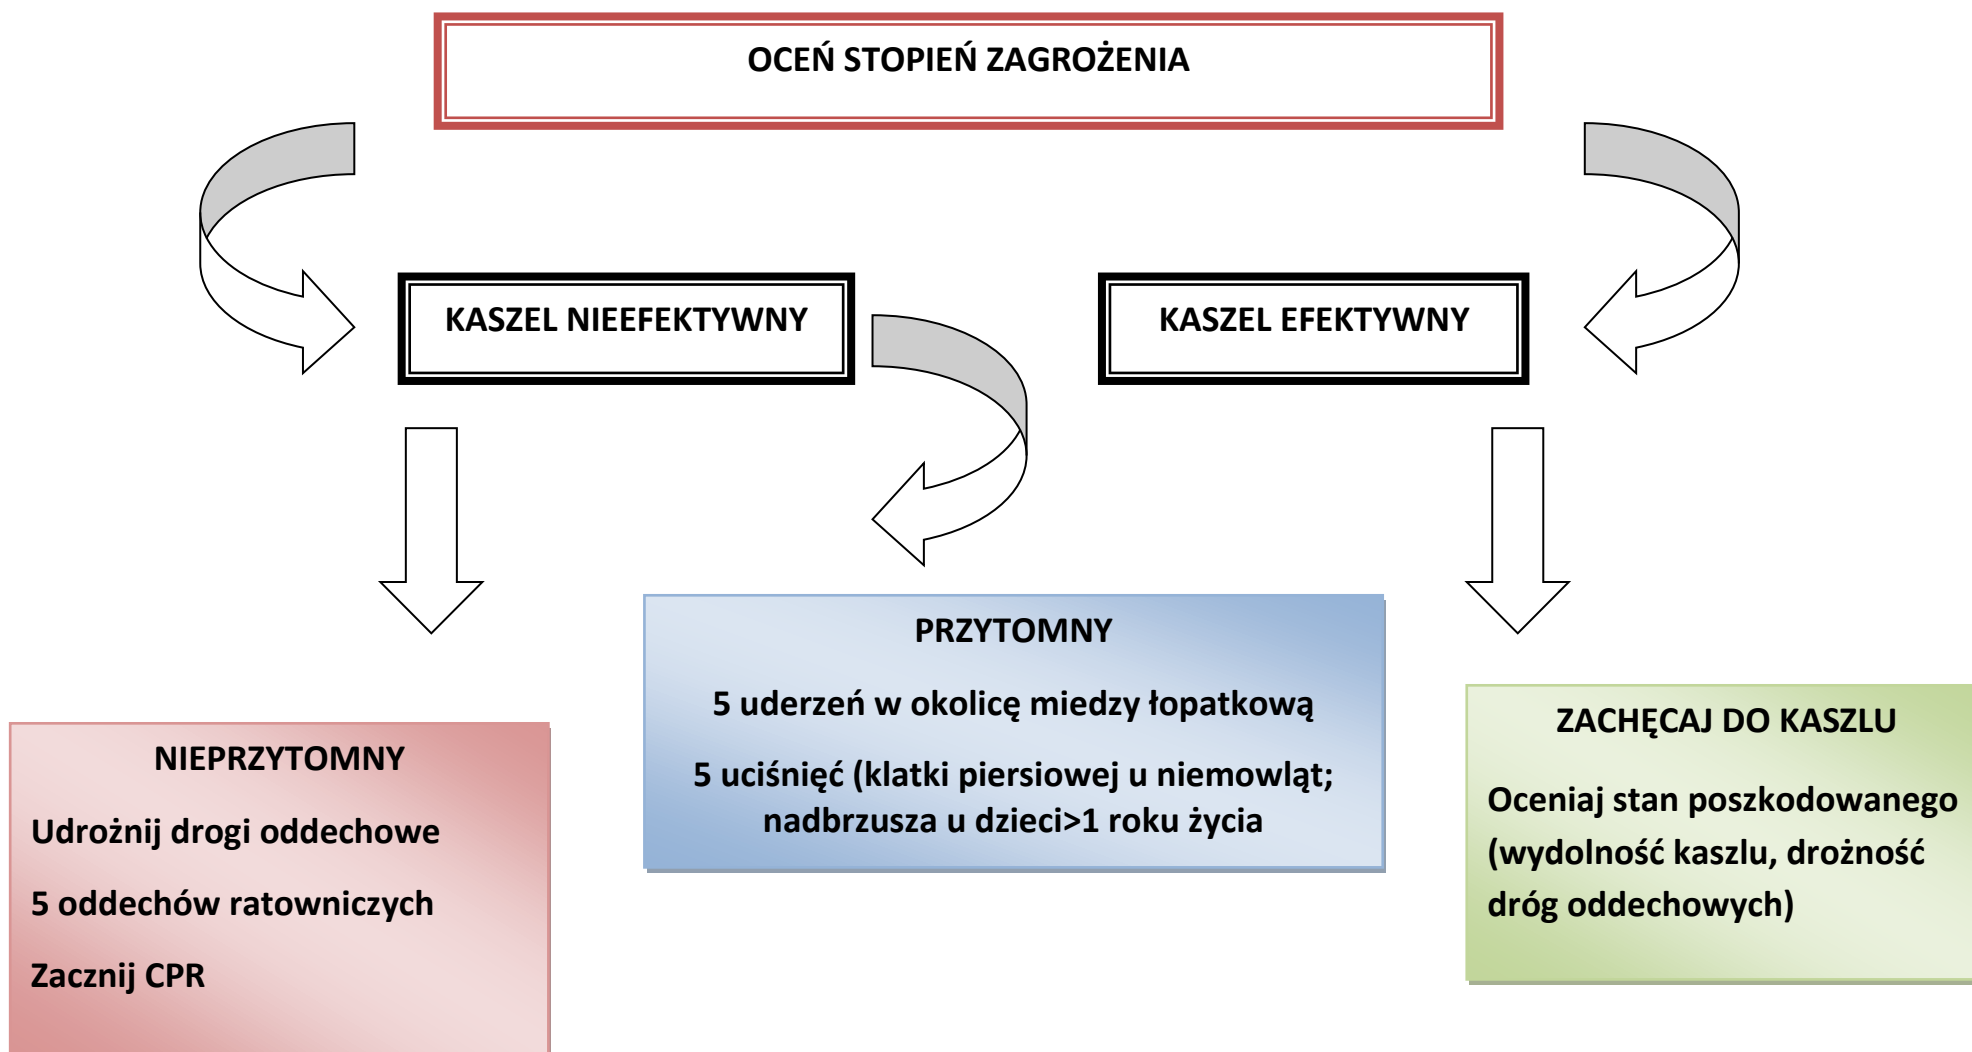 OCEŃ STOPIEŃ ZAGROŻENIA
KASZEL NIEEFEKTYWNY
KASZEL EFEKTYWNY
PRZYTOMNY
5 uderzeń w okolicę miedzy łopatkową
5 uciśnięć (klatki piersiowej u niemowląt;
nadbrzusza u dzieci>1 roku życia
NIEPRZYTOMNY
Udrożnij drogi oddechowe
5 oddechów ratowniczych
Zacznij CPR
ZACHĘCAJ DO KASZLU
Oceniaj stan poszkodowanego
(wydolność kaszlu, drożność
dróg oddechowych)